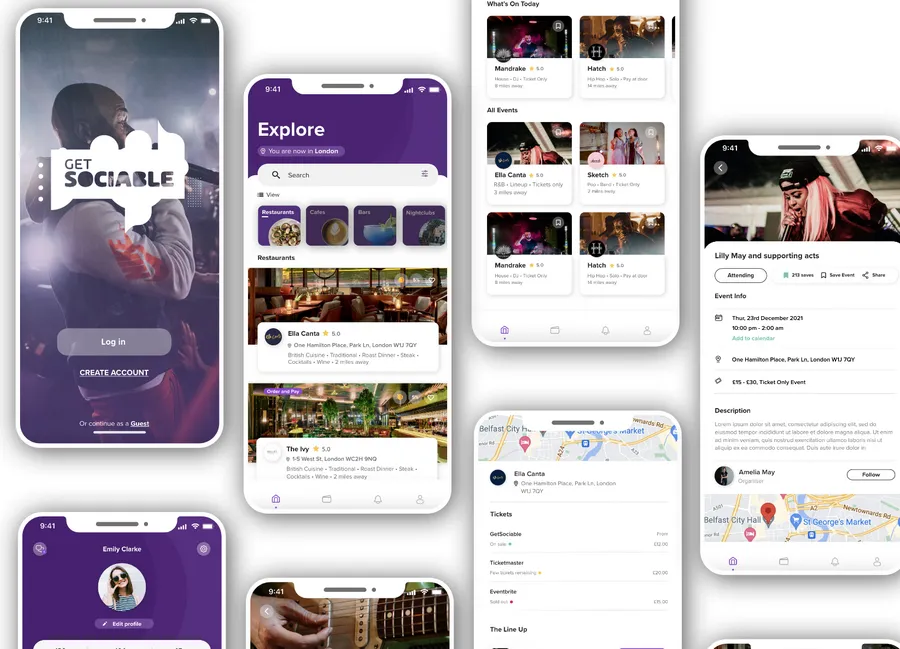 9:41
GET
SOCIABLE
Log in
CREATE ACCOUNT
Or continue as a Guest
9:41
Explore
You are now in London
Search
View
Restaurants
Cafes
Bars
Nightclubs
Restaurants
Ella Canta ★ 5.0
One Hamilton Place, Park Ln, London W1J 7QY
British Cuisine • Traditional • Roast Dinner • Steak •
Cocktails • Wine • 2 miles away
Order and Pay
The Ivy ★ 5.0
1-5 West St, London WC2H 9NQ
British Cuisine • Traditional • Roast Dinner • Steak •
Cocktails • Wine • 2 miles away
What's On Today
Mandrake ★ 5.0
House • DJ • Ticket Only
9 miles away
Hatch ★ 5.0
Hip Hop • Solo • Pay at door
14 miles away
All Events
Ella Canta ★ 5.0
R&B • Lineup • Tickets only
3 miles away
Sketch ★ 5.0
Pop • Band • Ticket Only
2 miles away
Mandrake ★ 5.0
House • DJ • Ticket Only
9 miles away
Hatch ★ 5.0
Hip Hop • Solo • Pay at door
14 miles away
9:41
Lilly May and supporting acts
Attending
213 saves
Save Event
Share
Event Info
Thur, 23rd December 2021
10:00 pm - 2:00 am
Add to calendar
One Hamilton Place, Park Ln, London W1J 7QY
£15 - £30, Ticket Only Event
Description
Lorem ipsum dolor sit amet, consectetur adipiscing elit, sed do
eiusmod tempor incididunt ut labore et dolore magna aliqua. Ut enim
ad minim veniam, quis nostrud exercitation ullamco laboris nisi ut
aliquip ex ea commodo consequat. Duis aute irure dolor in
Amelia May
Organiser
Follow
A501
A2
Newtownards Rd
Belfast City Hall
St George's Market
Belfast City Ha
St George's Market
Ella Canta
One Hamilton Place, Park Ln, London
W1J 7QY
Tickets
GetSociable
From
On sale
£12.00
Ticketmaster
Few tickets remaining
£20.00
Eventbrite
Sold out
£15.00
The Line Up
9:41
Emily Clarke
Edit profile
9:41